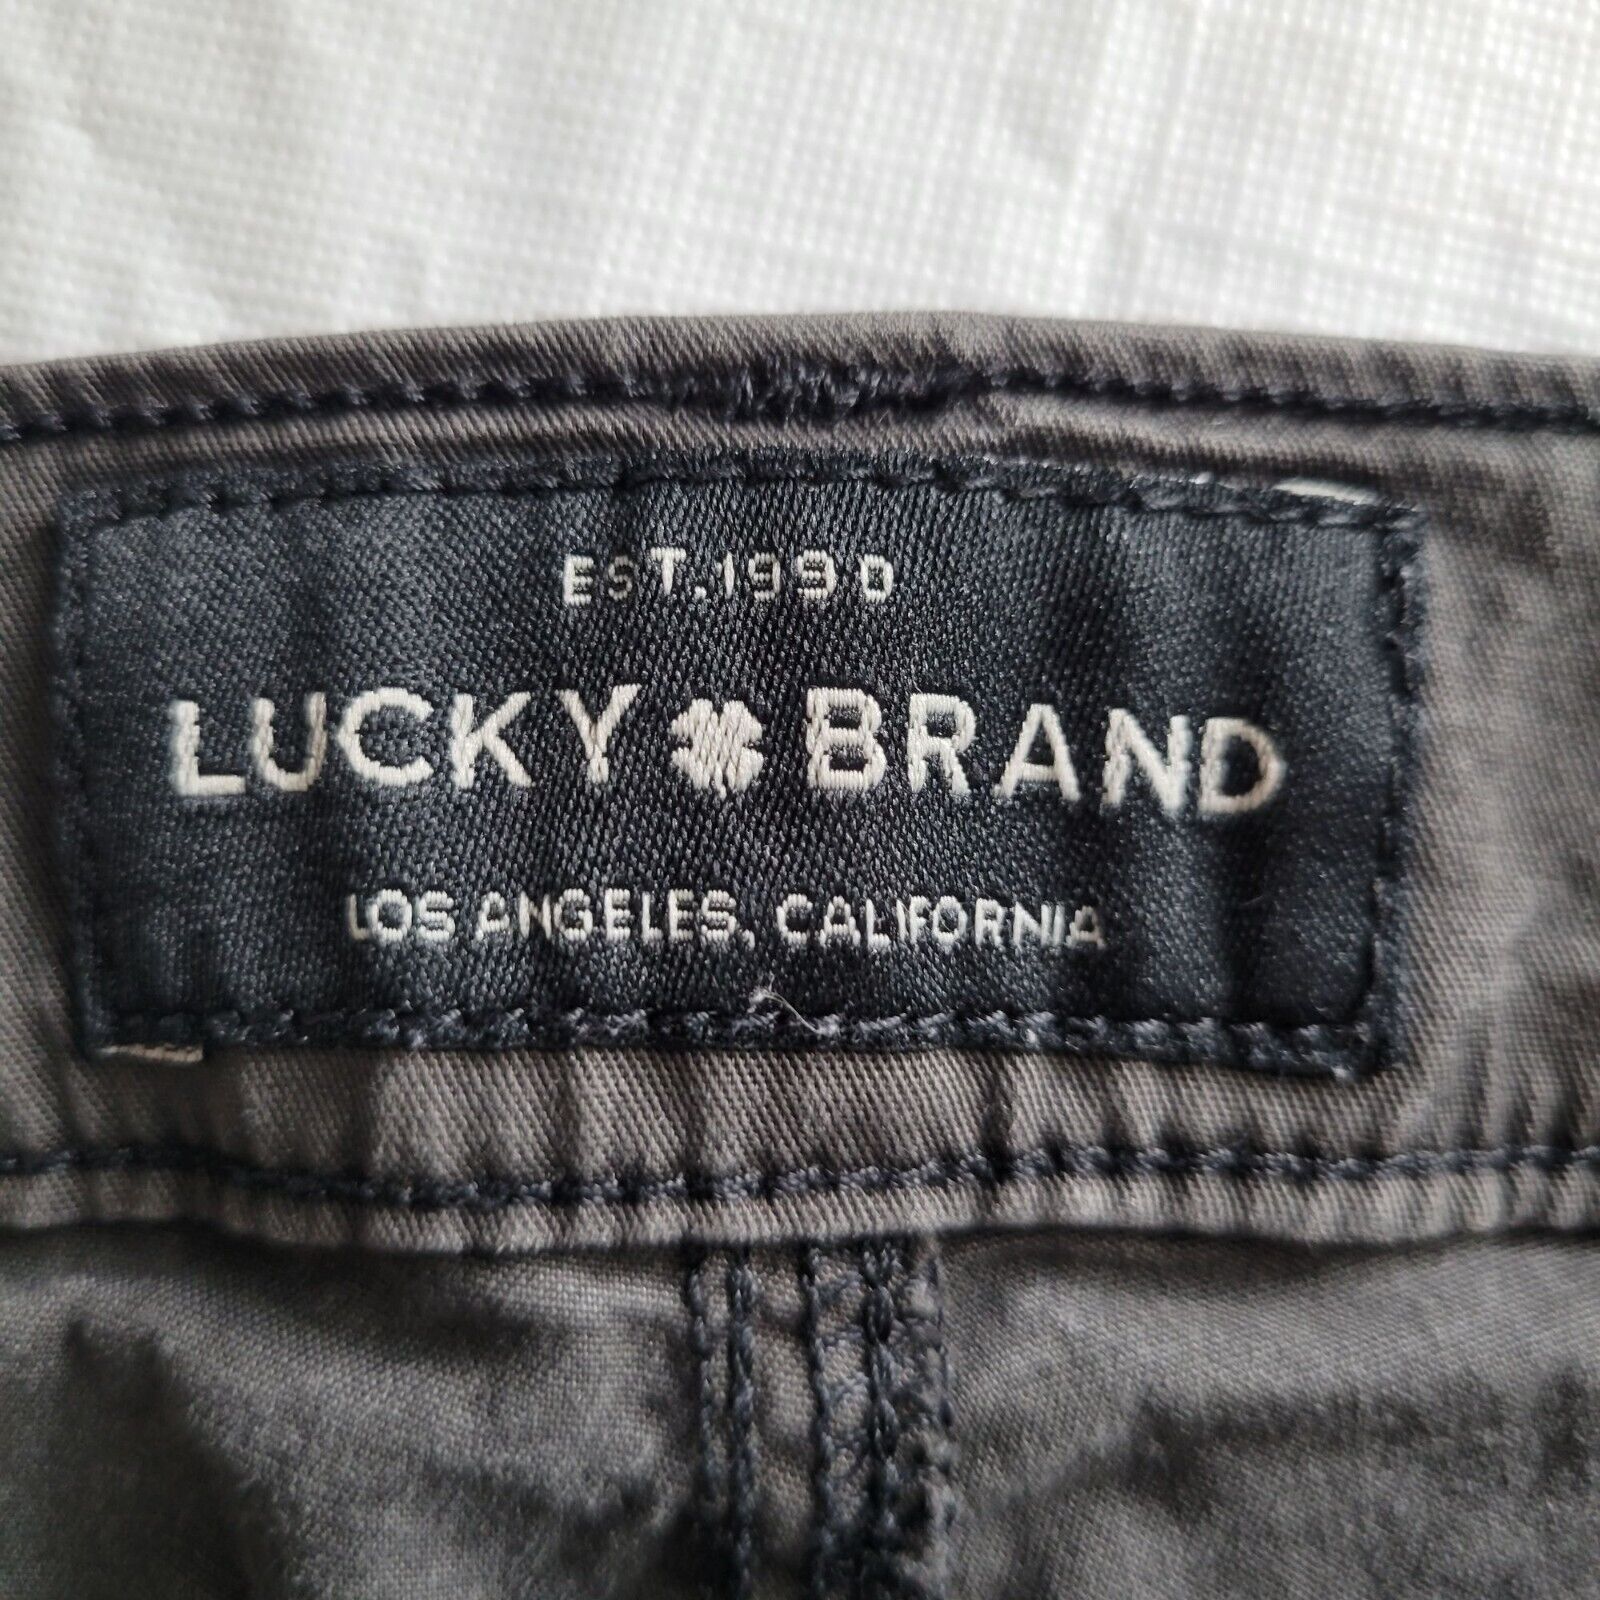 EST.1990
LUCKY BRAND
LOS ANGELES, CALIFORNIA